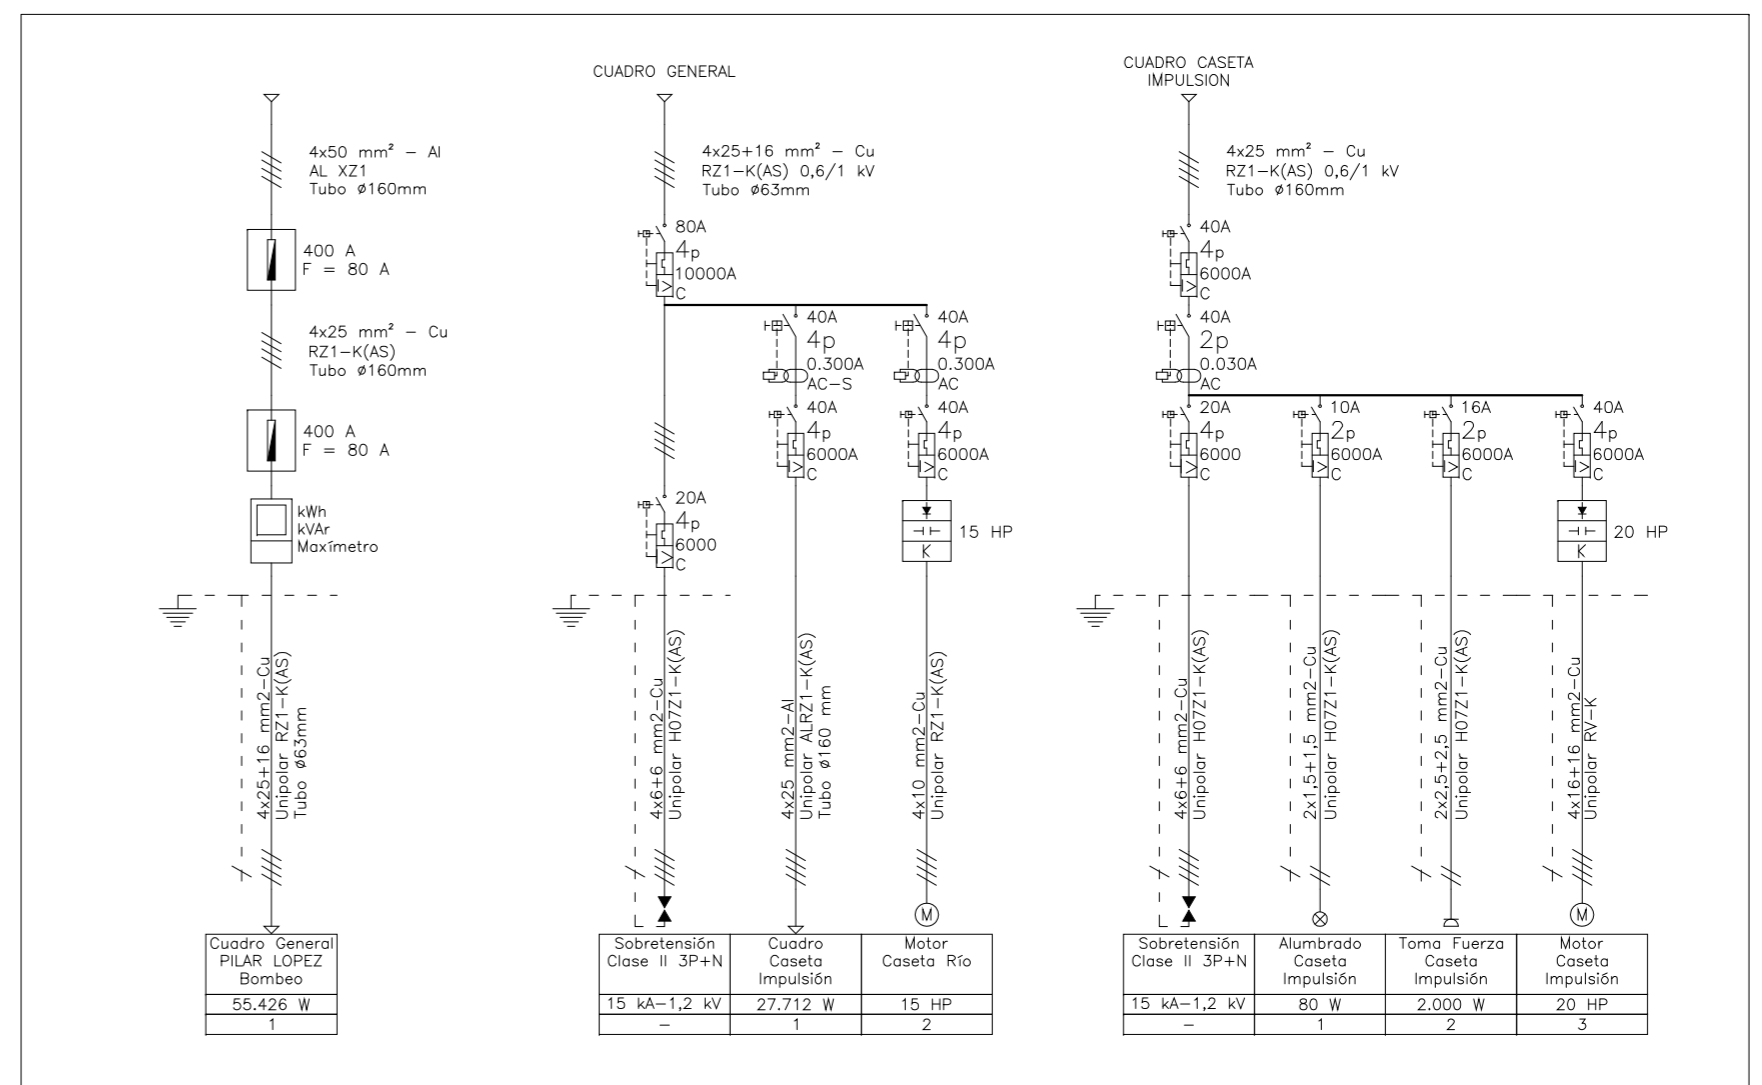 4x50 mm² – Al
AL XZ1
Tubo ø160mm
400 A
F = 80 A
4x25 mm² – Cu
RZ1–K(AS)
Tubo ø160mm
400 A
F = 80 A
kWh
kVAr
Maxímetro
4x25+16 mm2–Cu
Unipolar RZ1–K(AS)
Tubo ø63mm
Cuadro General
PILAR LOPEZ
Bombeo
55.426 W
1
CUADRO GENERAL
4x25+16 mm² – Cu
RZ1–K(AS) 0,6/1 kV
Tubo ø63mm
80A
4p
10000A
C
20A
4p
6000
C
4x6+6 mm2–Cu
Unipolar H07Z1–K(AS)
Sobretensión
Clase II 3P+N
15 kA–1,2 kV
–
40A
4p
0.300A
AC–S
40A
4p
6000A
C
4x25 mm2–Al
Unipolar ALRZ1–K(AS)
Tubo ø160 mm
Cuadro
Caseta
Impulsión
27.712 W
1
40A
4p
0.300A
AC
40A
4p
6000A
C
K
15 HP
4x10 mm2–Cu
Unipolar RZ1–K(AS)
M
Motor
Caseta Río
15 HP
2
CUADRO CASETA
IMPULSION
4x25 mm² – Cu
RZ1–K(AS) 0,6/1 kV
Tubo ø160mm
40A
4p
6000A
C
40A
2p
0.030A
AC
20A
4p
6000
C
4x6+6 mm2–Cu
Unipolar H07Z1–K(AS)
Sobretensión
Clase II 3P+N
15 kA–1,2 kV
–
10A
2p
6000A
C
2x1,5+1,5 mm2–Cu
Unipolar H07Z1–K(AS)
Alumbrado
Caseta
Impulsión
80 W
1
16A
2p
6000A
C
2x2,5+2,5 mm2–Cu
Unipolar H07Z1–K(AS)
Toma Fuerza
Caseta
Impulsión
2.000 W
2
40A
4p
6000A
C
K
20 HP
4x16+16 mm2–Cu
Unipolar RV–K
M
Motor
Caseta
Impulsión
20 HP
3